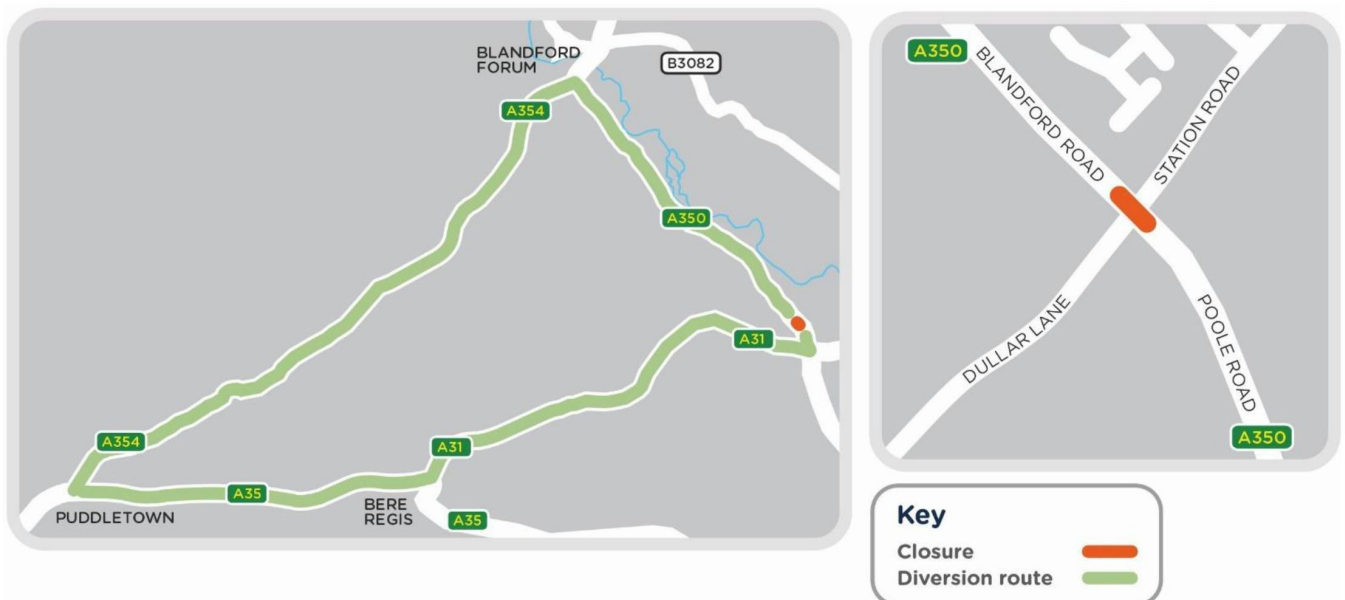 BLANDFORD
FORUM
B3082
A354
A350
A31
A354
A31
A35
BERE
REGIS
PUDDLETOWN
A35
A350
BLANDFORD ROAD
STATION ROAD
DULLAR LANE
POOLE ROAD
A350
Key
Closure
Diversion route